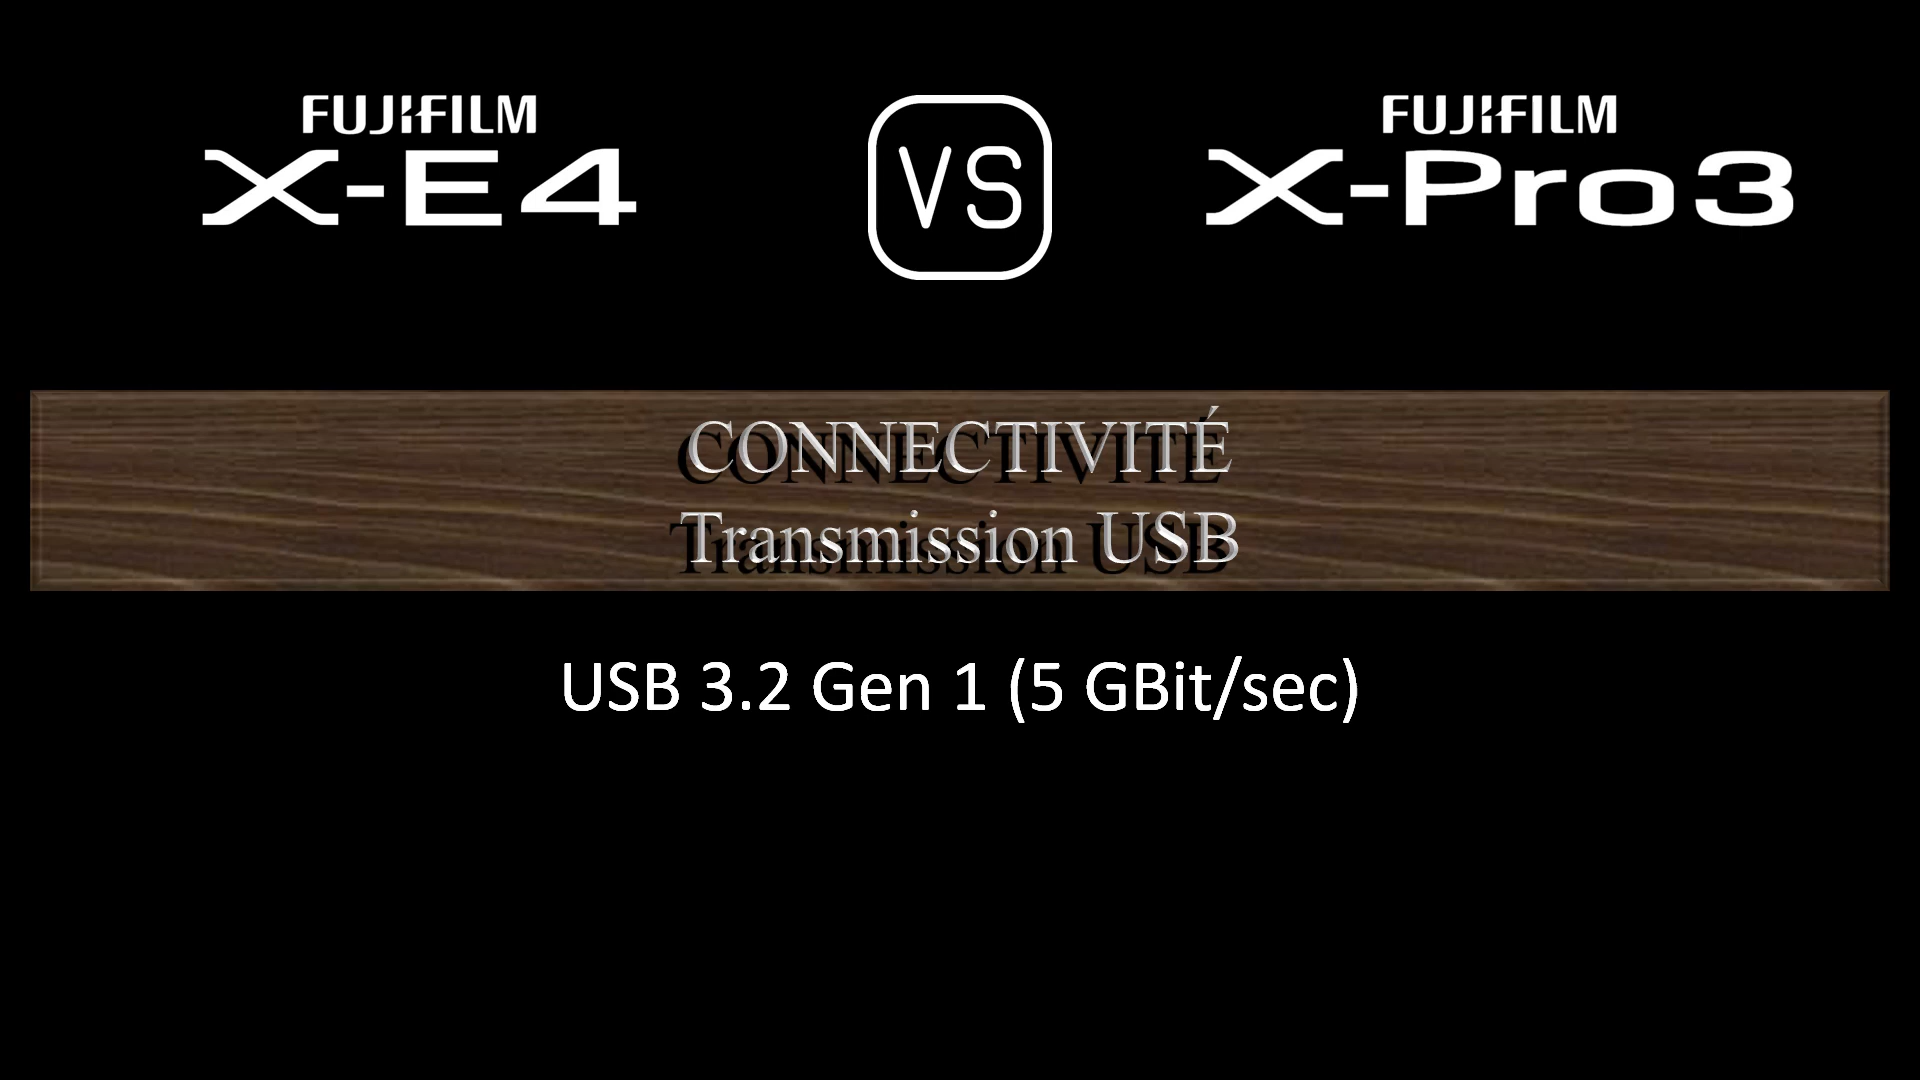 FUJIFILM
X-E4
VS
FUJIFILM
X-Pro3
CONNECTIVITÉ
Transmission USB
USB 3.2 Gen 1 (5 GBit/sec)